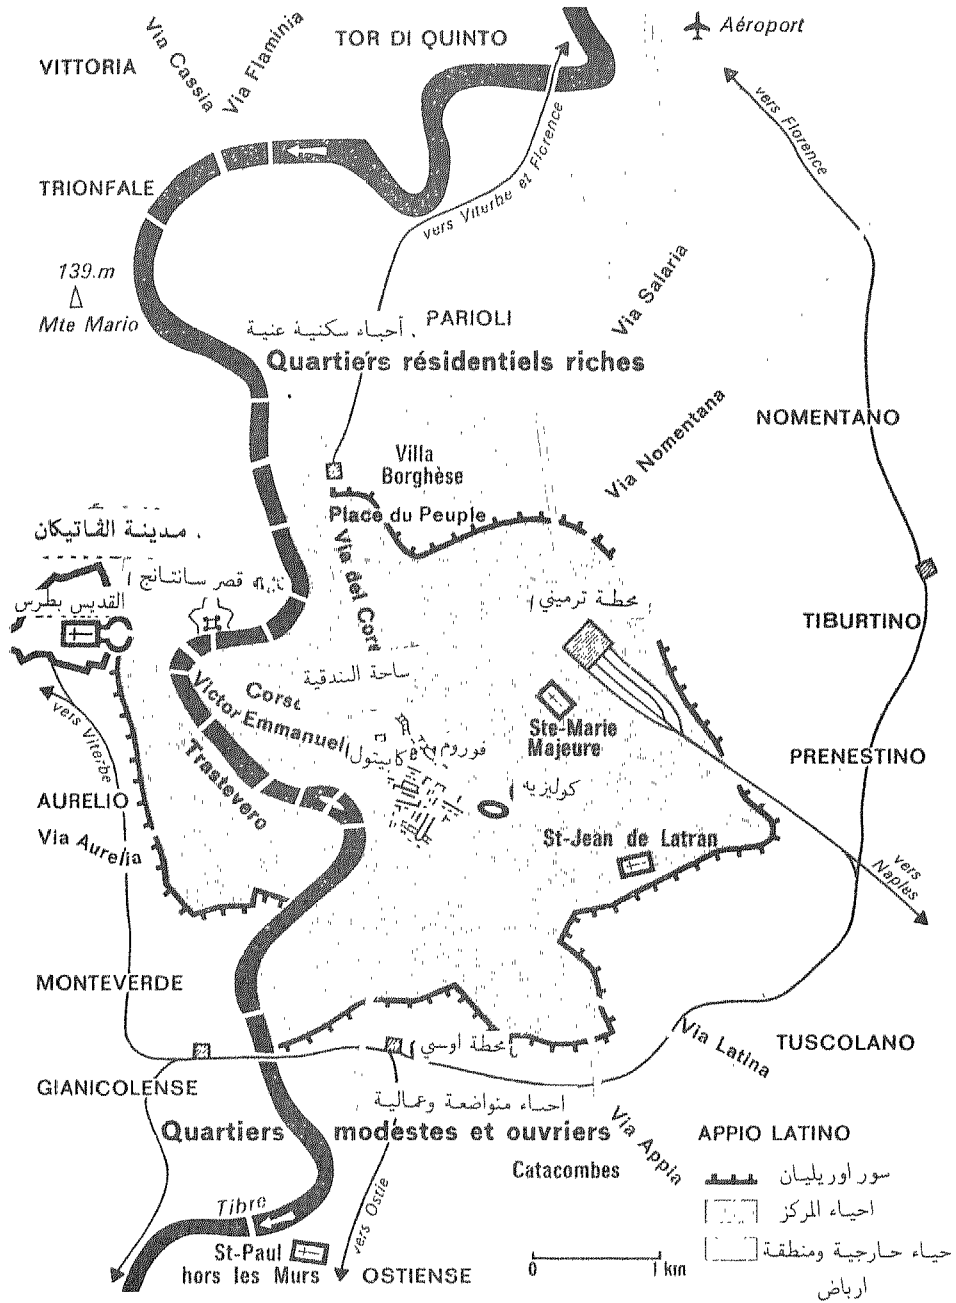 Aéroport
TOR DI QUINTO
VITTORIA
Via Cassia
Via Flaminia
vers Florence
TRIONFALE
vers Viterbe et Florence
139.m
Mte Mario
Via Salaria
PARIOLI
أحياء سكنية غنية
Quartiers résidentiels riches
Via Nomentana
NOMENTANO
Villa
Borghèse
Place du Peuple
مدينة الڤاتيكان
Via del Cors
قصر سانتانج
القديس بطرس
محطة ترميني
TIBURTINO
ساحة البندقية
Corso
Victor Emmanuel
Ste-Marie
Majeure
vers Viterbe
Trastevero
فوروم
كابيتول
PRENESTINO
كوليزيه
AURELIO
Via Aurelia
St-Jean de Latran
vers
Naples
MONTEVERDE
محطة اوستي
Via Latina
TUSCOLANO
GIANICOLENSE
احياء متواضعة وعمالية
Quartiers modestes et ouvriers
Via Appia
APPIO LATINO
Catacombes
سور اوريليان
احياء المركز
حياء خارجية ومنطقة
ارباض
Tibre
vers Ostie
St-Paul
hors les Murs
OSTIENSE
0 1 km